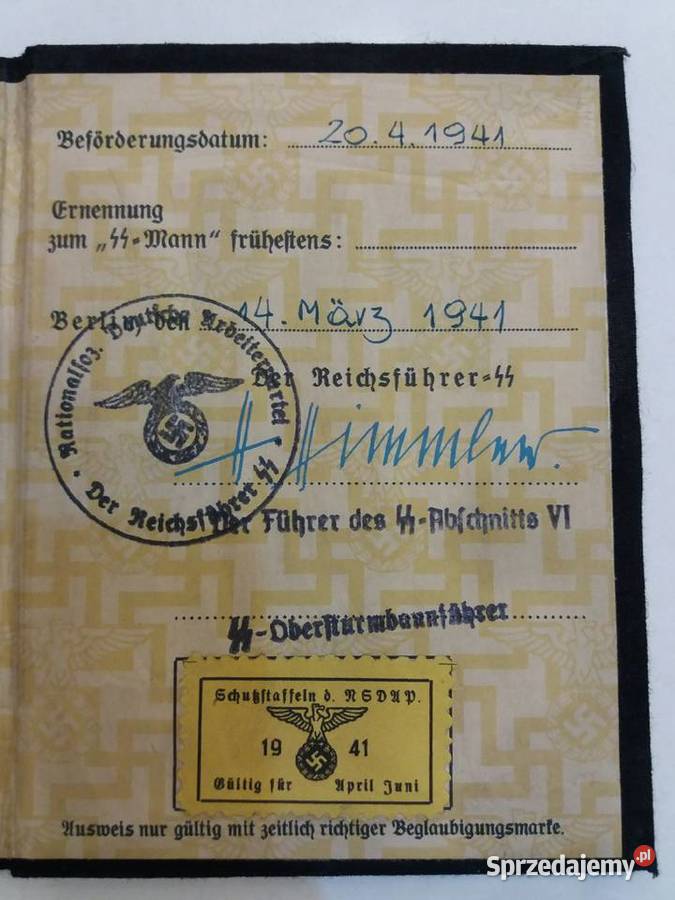 Beförderungsdatum: 20.4.1941
Ernennung
zum „SS=Mann“ frühestens:
Berlin, den 14. März 1941
Nationalsoz. Deutsche Arbeiterpartei
Der Reichsführer SS
Der Reichsführer=SS
H Himmler.
Der Führer des SS-Abschnitts VI
SS-Obersturmbannführer
Schutzstaffeln d. NSDAP.
19 41
Gültig für April Juni
Ausweis nur gültig mit zeitlich richtiger Beglaubigungsmarke.
Sprzedajemy.pl